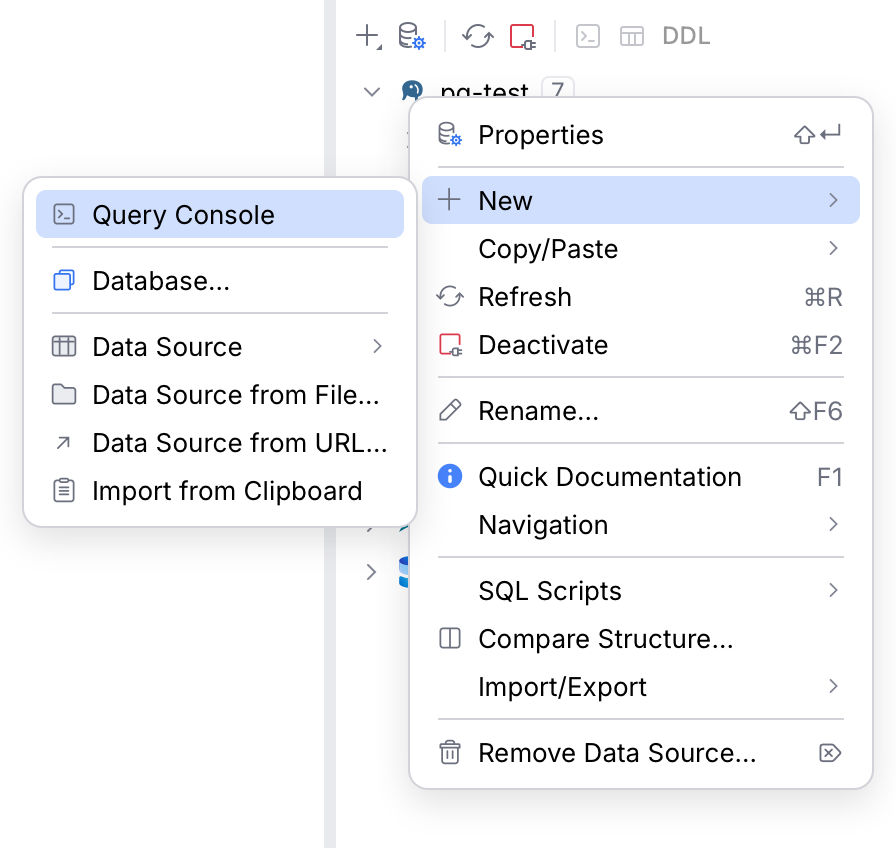 DDL
pg-test 7
Properties ⇧↵
New
Copy/Paste
Refresh ⌘R
Deactivate ⌘F2
Rename... ⇧F6
Quick Documentation F1
Navigation
SQL Scripts
Compare Structure...
Import/Export
Remove Data Source... ⌦
Query Console
Database...
Data Source
Data Source from File...
Data Source from URL...
Import from Clipboard